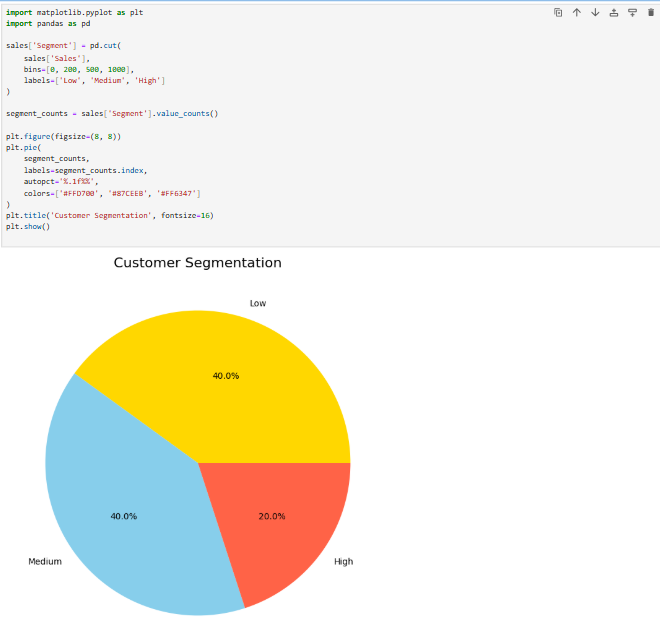 import matplotlib.pyplot as plt
import pandas as pd
sales['Segment'] = pd.cut(
    sales['Sales'],
    bins=[0, 200, 500, 1000],
    labels=['Low', 'Medium', 'High']
)
segment_counts = sales['Segment'].value_counts()
plt.figure(figsize=(8, 8))
plt.pie(
    segment_counts,
    labels=segment_counts.index,
    autopct='%.1f%%',
    colors=['#FFD700', '#87CEEB', '#FF6347']
)
plt.title('Customer Segmentation', fontsize=16)
plt.show()
Customer Segmentation
Low
40.0%
40.0%
20.0%
Medium
High